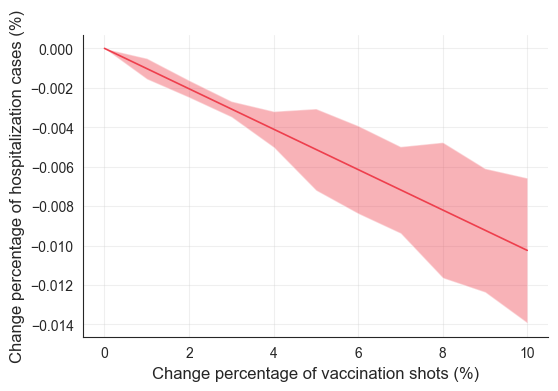 Change percentage of hospitalization cases (%)
0.000
−0.002
−0.004
−0.006
−0.008
−0.010
−0.012
−0.014
0 2 4 6 8 10
Change percentage of vaccination shots (%)